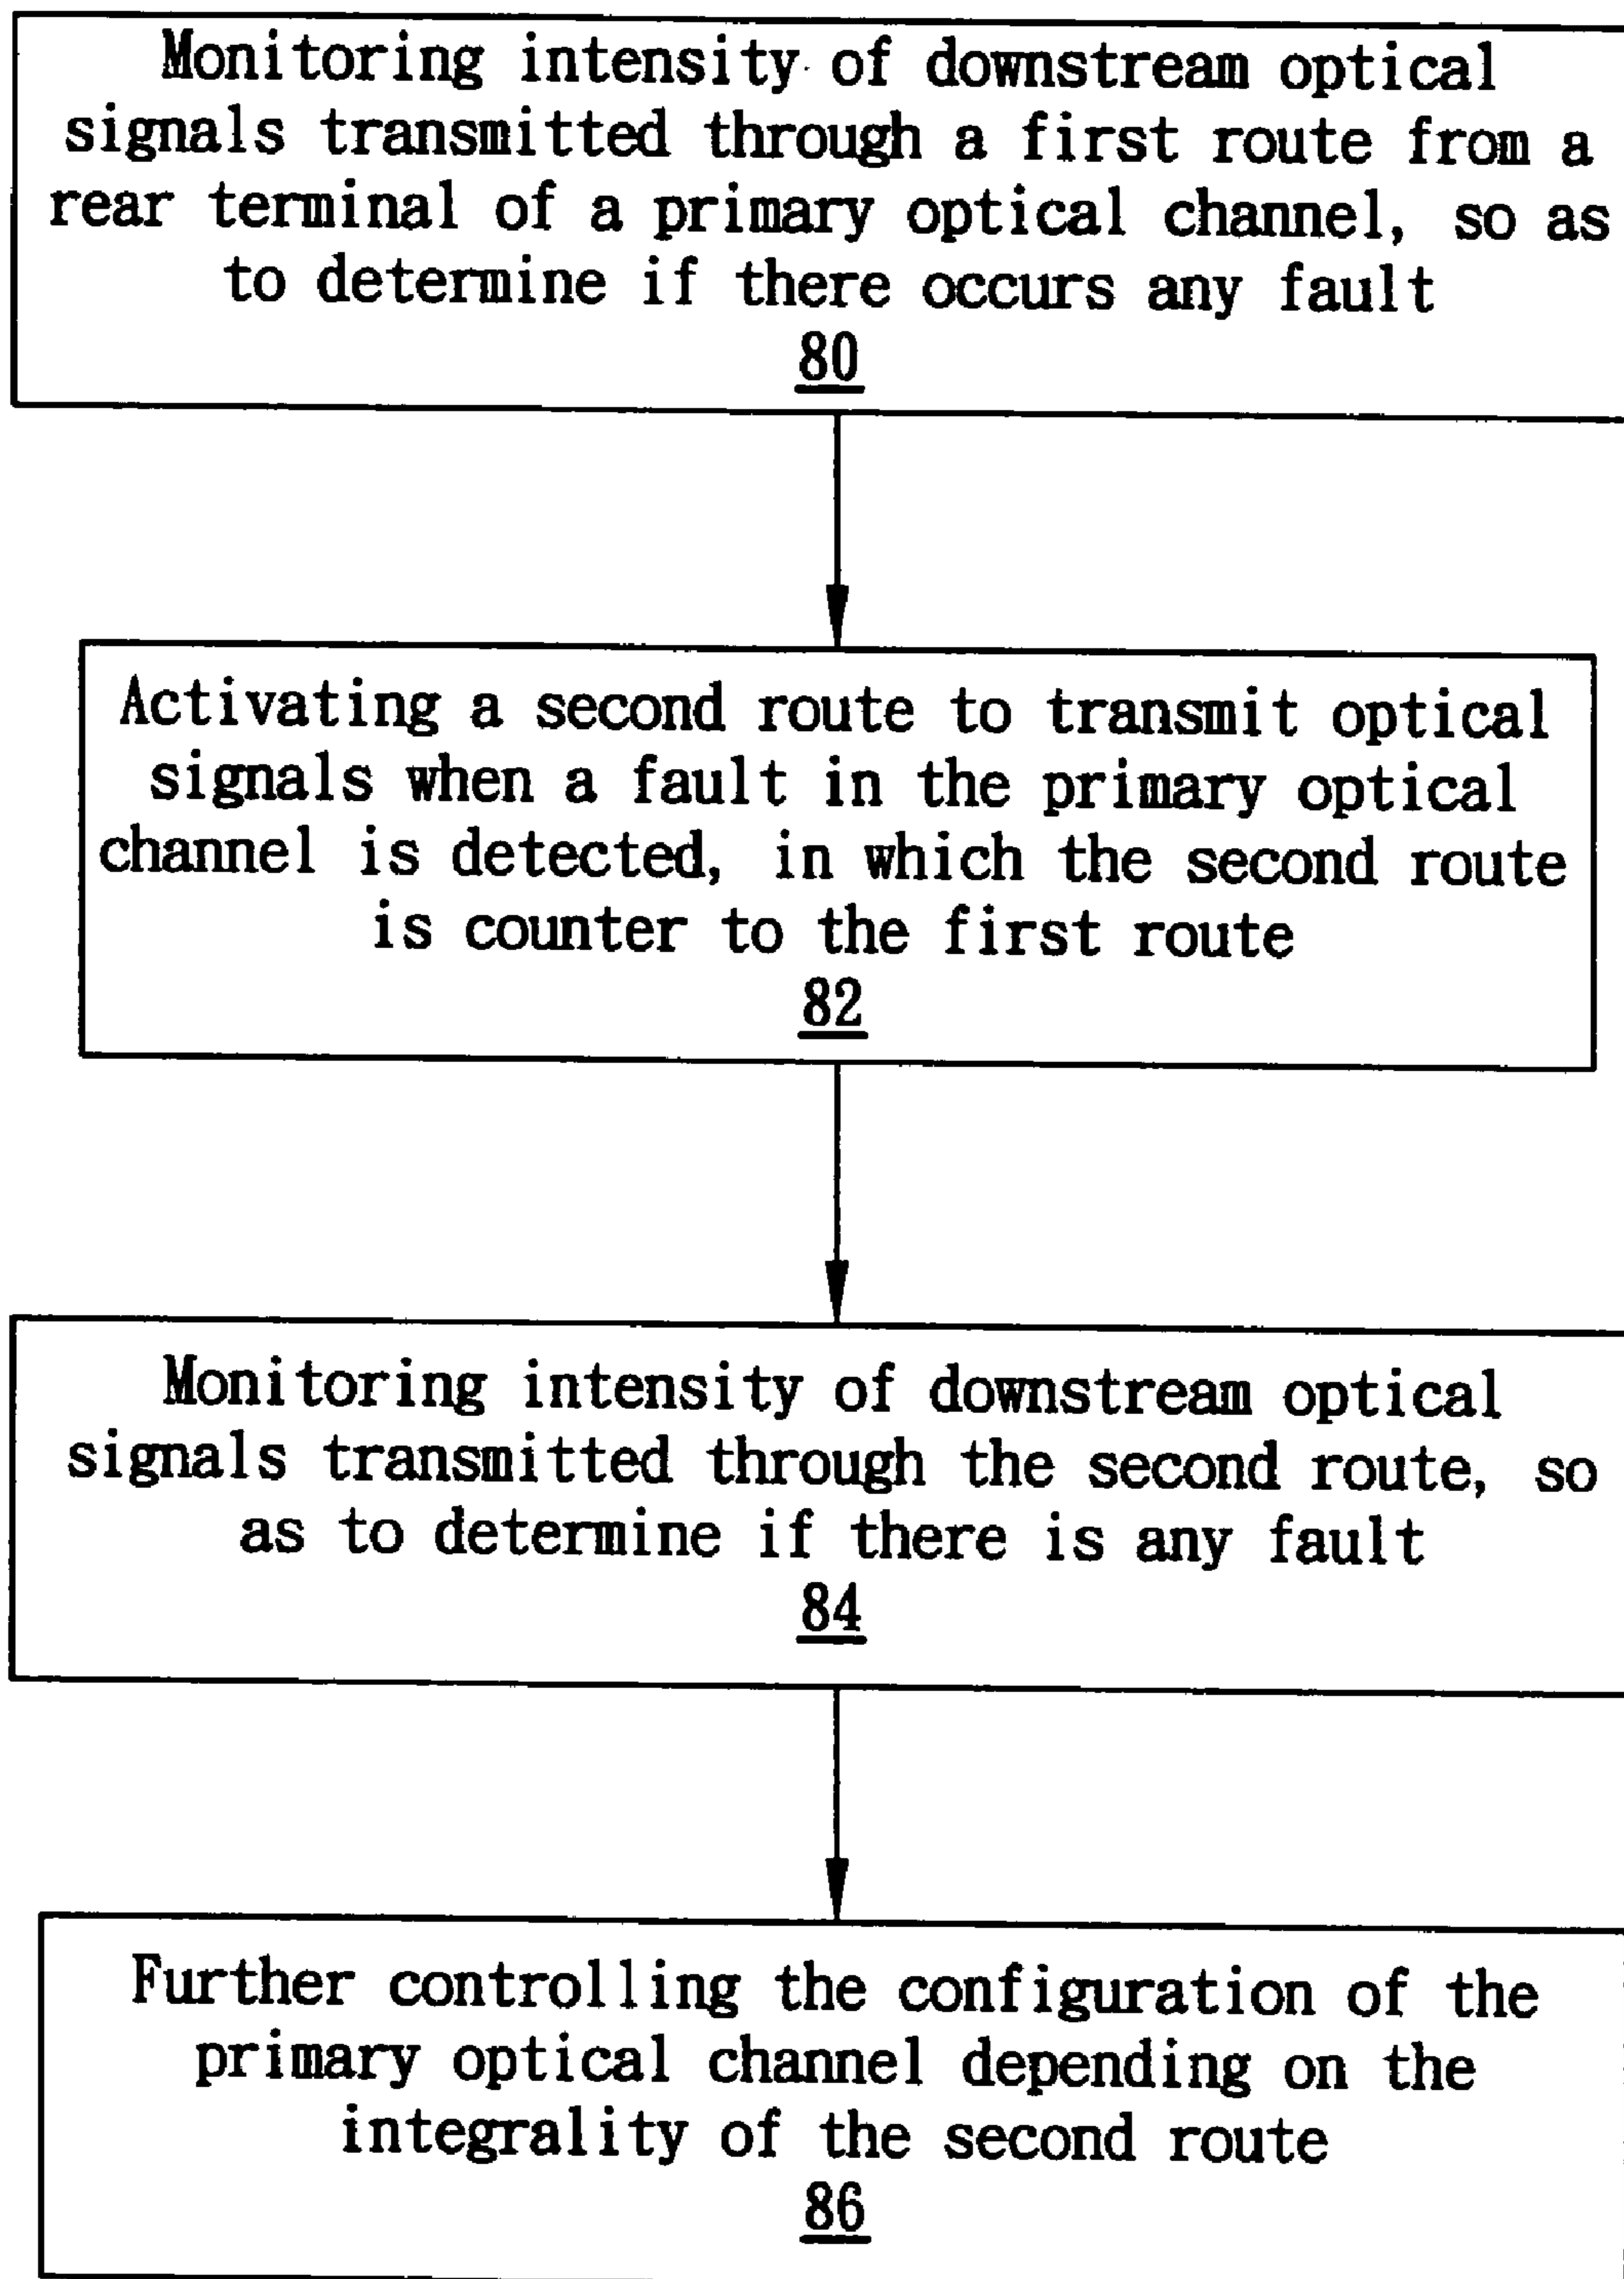 Monitoring intensity of downstream optical
signals transmitted through a first route from a
rear terminal of a primary optical channel, so as
to determine if there occurs any fault
80
Activating a second route to transmit optical
signals when a fault in the primary optical
channel is detected, in which the second route
is counter to the first route
82
Monitoring intensity of downstream optical
signals transmitted through the second route, so
as to determine if there is any fault
84
Further controlling the configuration of the
primary optical channel depending on the
integrality of the second route
86